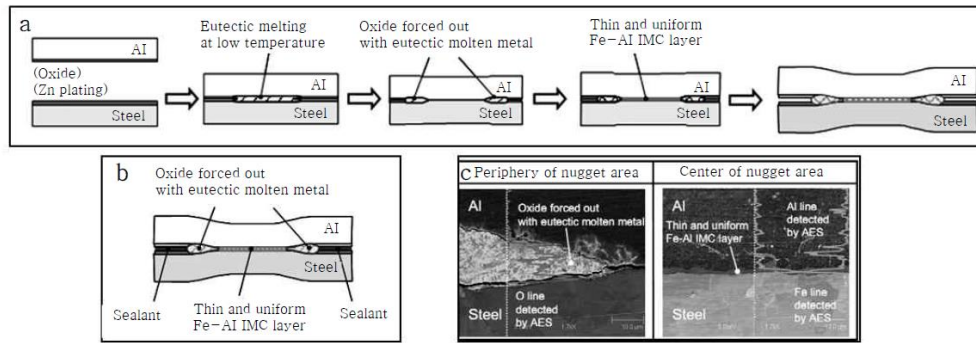 a
Al
(Oxide)
(Zn plating)
Steel
Eutectic melting
at low temperature
Al
Steel
Oxide forced out
with eutectic molten metal
Al
Steel
Thin and uniform
Fe-Al IMC layer
Al
Steel
Al
Steel
b
Oxide forced out
with eutectic molten metal
Al
Steel
Sealant
Thin and uniform
Fe-Al IMC layer
Sealant
c
Periphery of nugget area
Center of nugget area
Al
Oxide forced out
with eutectic molten metal
O line
detected
by AES
Steel
Al
Thin and uniform
Fe-Al IMC layer
Al line
detected
by AES
Steel
Fe line
detected
by AES